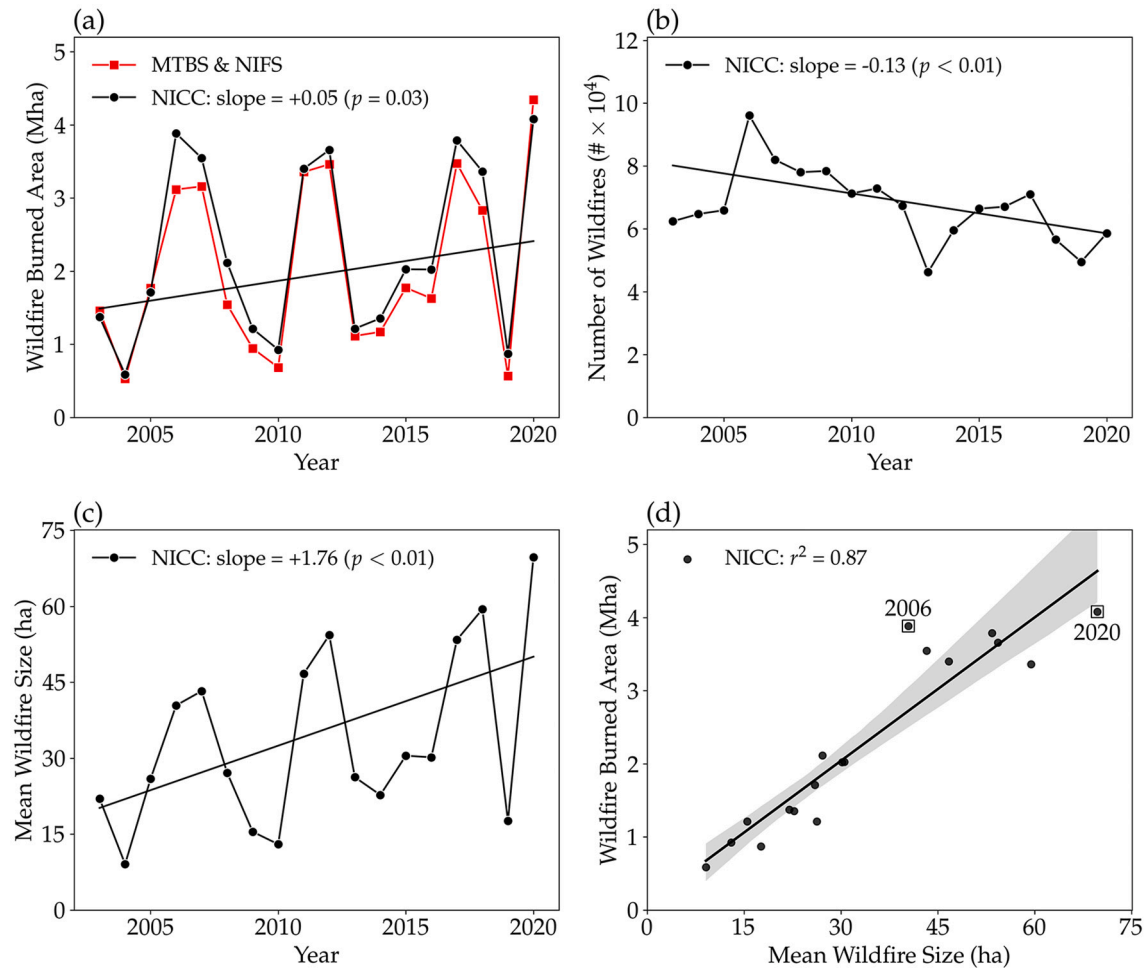 (a)
MTBS & NIFS
NICC: slope = +0.05 (p = 0.03)
Wildfire Burned Area (Mha)
5
4
3
2
1
0
2005 2010 2015 2020
Year
(b)
NICC: slope = -0.13 (p < 0.01)
Number of Wildfires (# × 10⁴)
12
10
8
6
4
2
0
2005 2010 2015 2020
Year
(c)
NICC: slope = +1.76 (p < 0.01)
Mean Wildfire Size (ha)
75
60
45
30
15
0
2005 2010 2015 2020
Year
(d)
NICC: r² = 0.87
2006
2020
Wildfire Burned Area (Mha)
5
4
3
2
1
0
0 15 30 45 60 75
Mean Wildfire Size (ha)